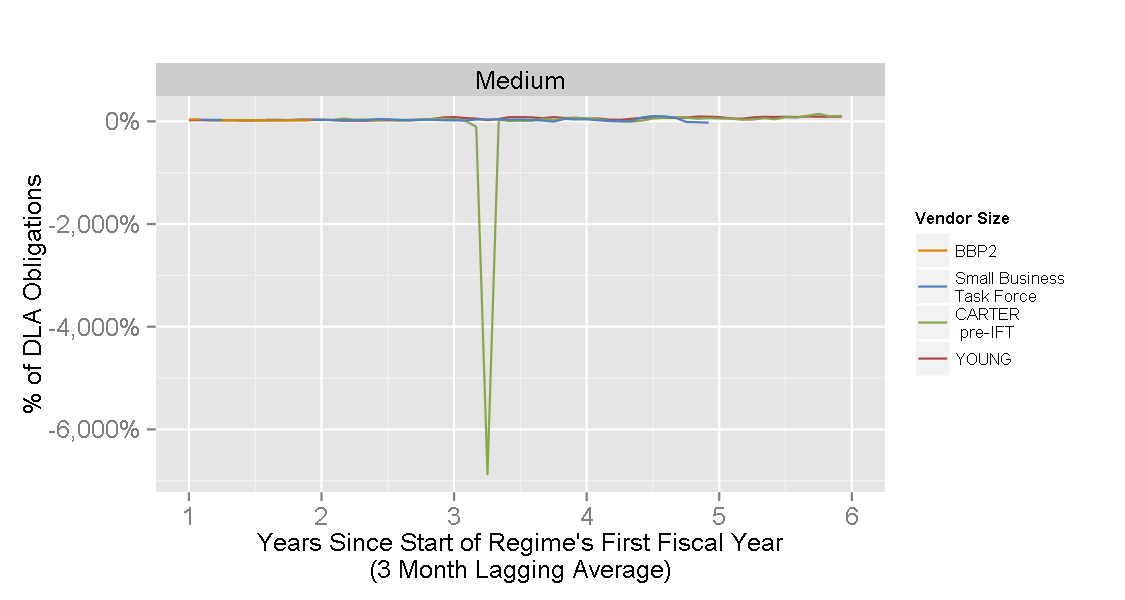 Medium
% of DLA Obligations
0%
-2,000%
-4,000%
-6,000%
1 2 3 4 5 6
Years Since Start of Regime's First Fiscal Year
(3 Month Lagging Average)
Vendor Size
BBP2
Small Business
Task Force
CARTER
pre-IFT
YOUNG